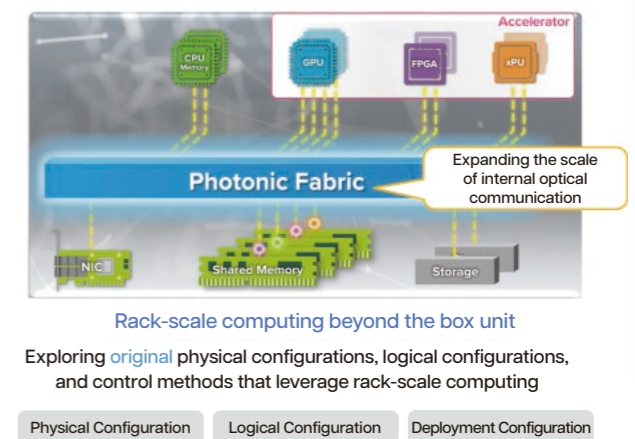 Accelerator
CPU
Memory
GPU
FPGA
xPU
Photonic Fabric
Expanding the scale
of internal optical
communication
NIC
Shared Memory
Storage
Rack-scale computing beyond the box unit
Exploring original physical configurations, logical configurations,
and control methods that leverage rack-scale computing
Physical Configuration
Logical Configuration
Deployment Configuration